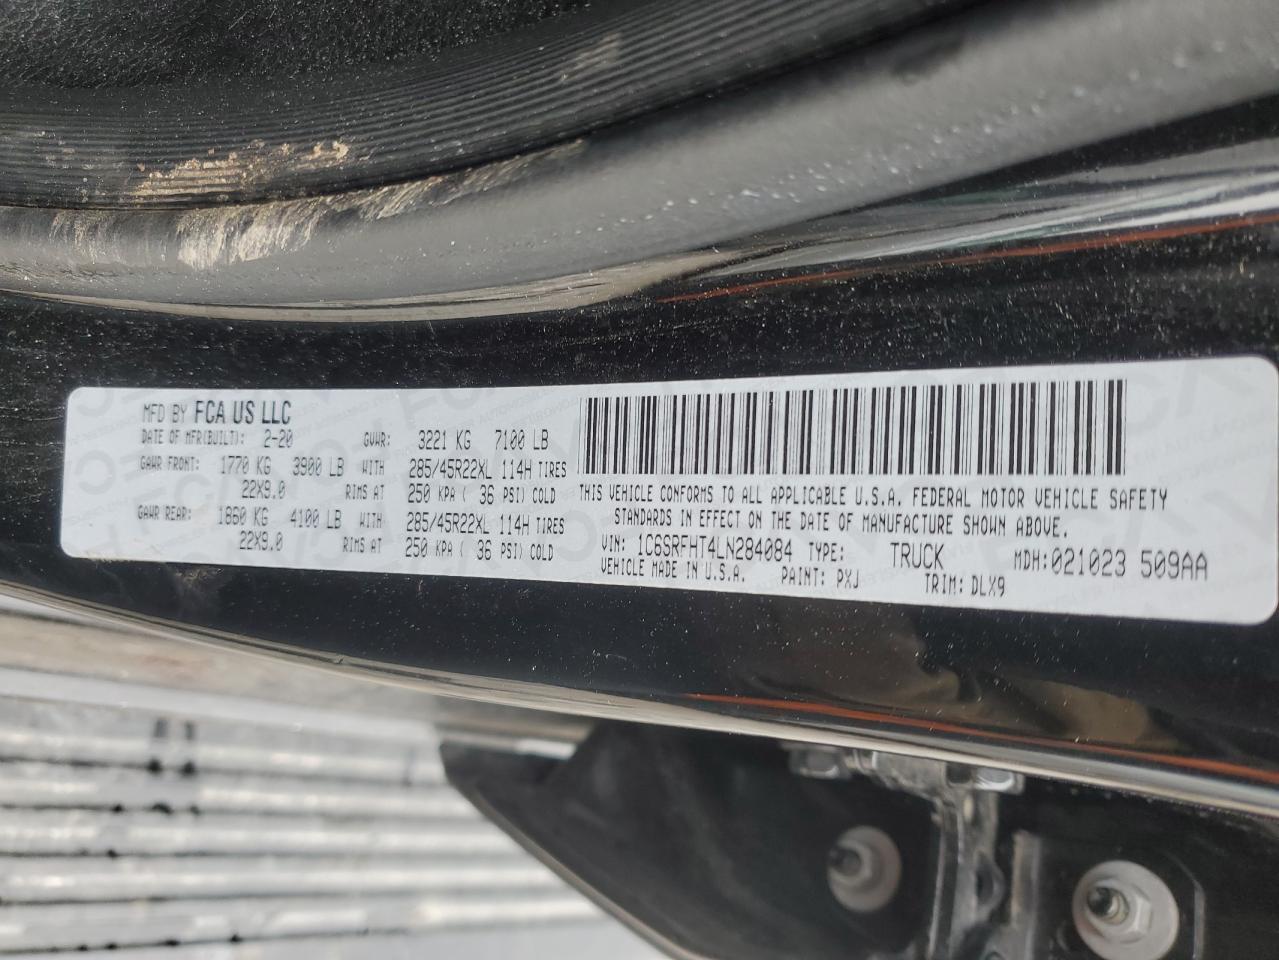 MFD BY FCA US LLC
DATE OF MFR(BUILT): 2-20 GVWR: 3221 KG 7100 LB
GAWR FRONT: 1770 KG 3900 LB WITH 285/45R22XL 114H TIRES
22X9.0 RIMS AT 250 KPA ( 36 PSI) COLD
GAWR REAR: 1860 KG 4100 LB WITH 285/45R22XL 114H TIRES
22X9.0 RIMS AT 250 KPA ( 36 PSI) COLD
THIS VEHICLE CONFORMS TO ALL APPLICABLE U.S.A. FEDERAL MOTOR VEHICLE SAFETY
STANDARDS IN EFFECT ON THE DATE OF MANUFACTURE SHOWN ABOVE.
VIN: 1C6SRFHT4LN284084 TYPE: TRUCK MDH:021023 509AA
VEHICLE MADE IN U.S.A. PAINT: PXJ TRIM: DLX9